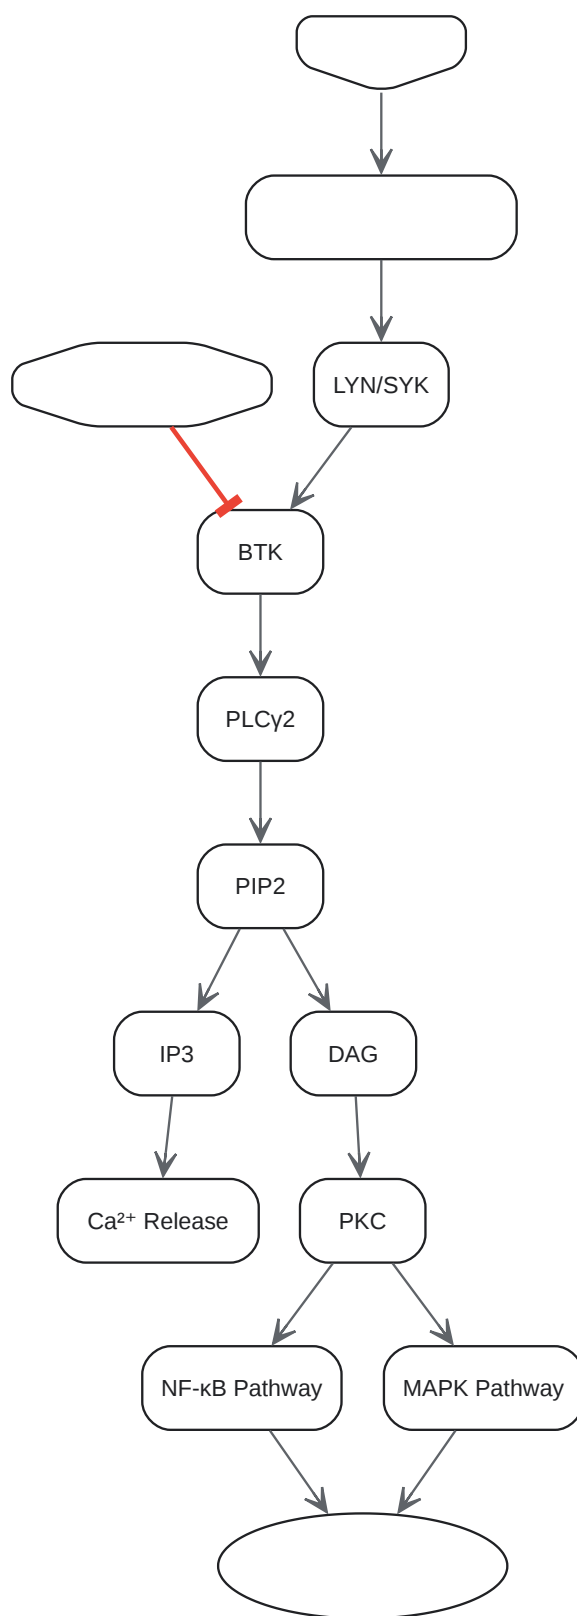 LYN/SYK
BTK
PLCγ2
PIP2
IP3
DAG
Ca²⁺ Release
PKC
NF-κB Pathway
MAPK Pathway